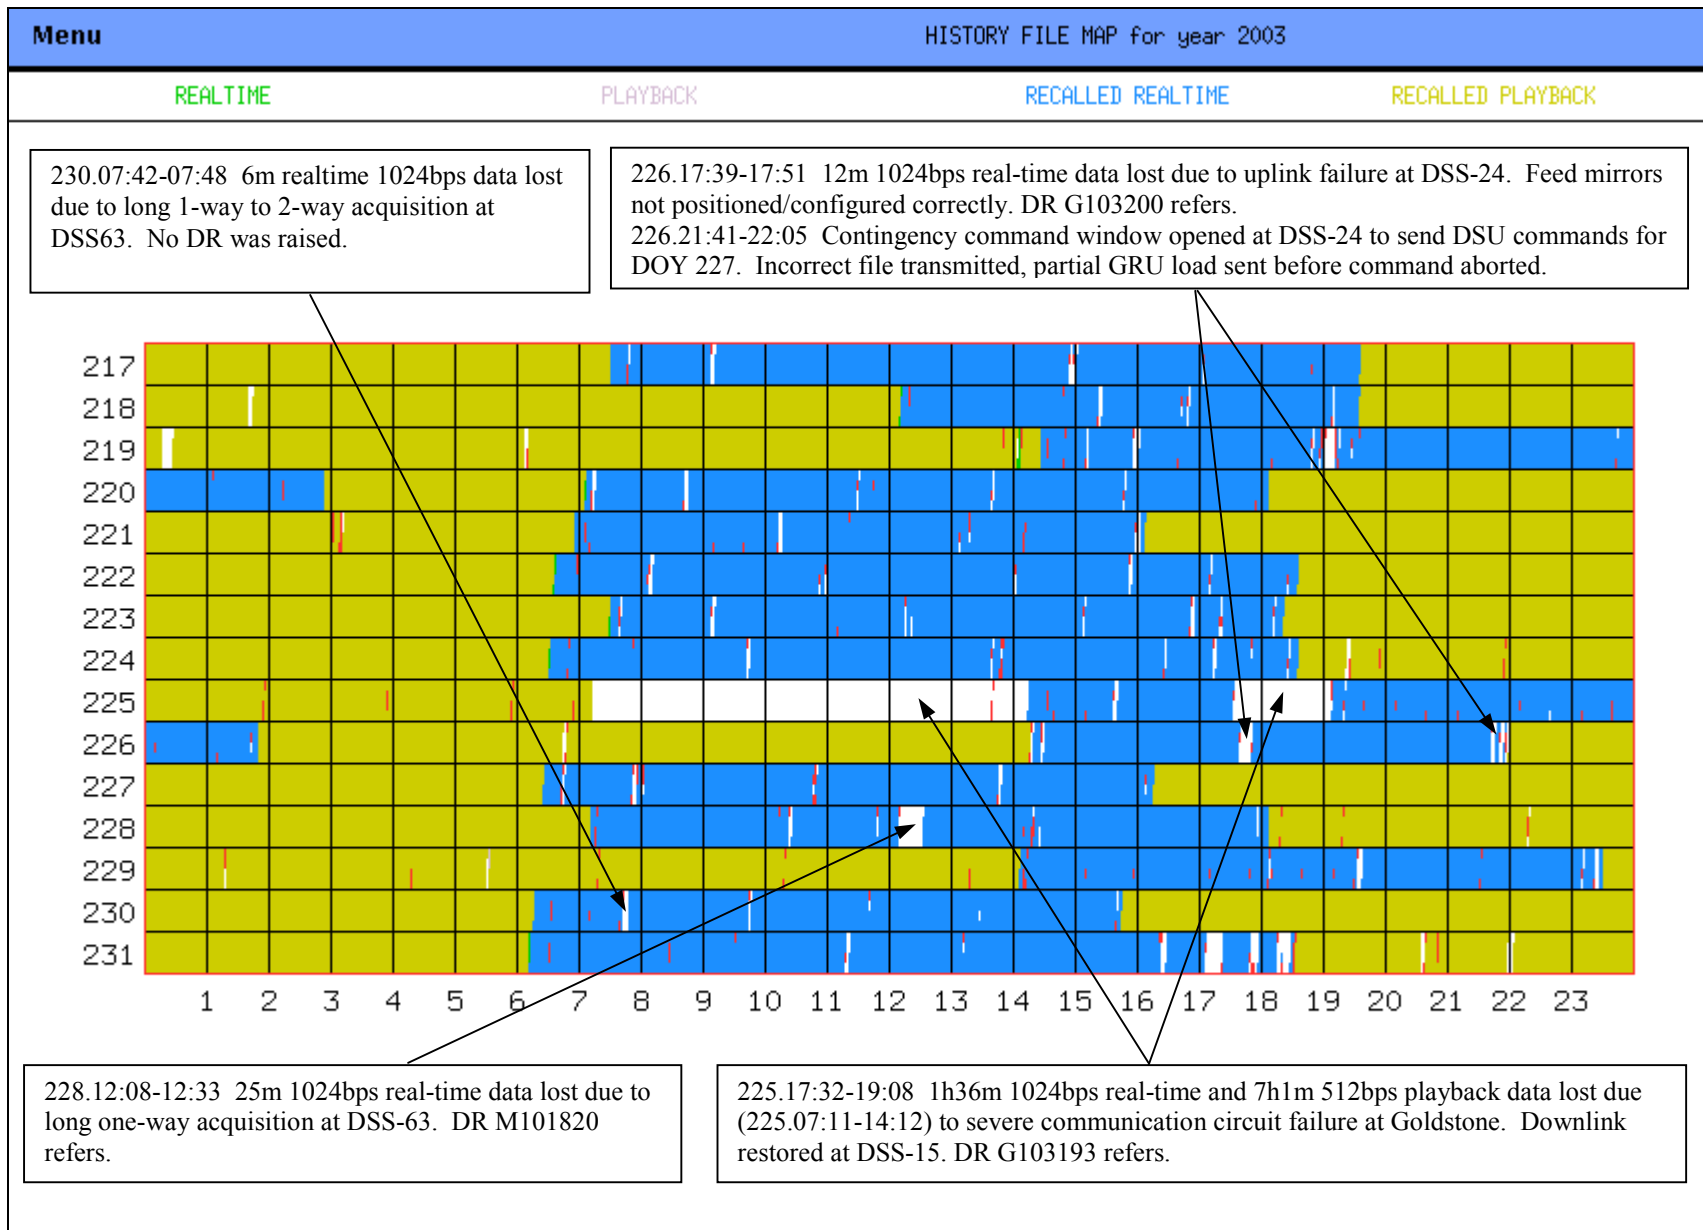 Menu
HISTORY FILE MAP for year 2003
REALTIME
PLAYBACK
RECALLED REALTIME
RECALLED PLAYBACK
230.07:42-07:48 6m realtime 1024bps data lost
due to long 1-way to 2-way acquisition at
DSS63. No DR was raised.
226.17:39-17:51 12m 1024bps real-time data lost due to uplink failure at DSS-24. Feed mirrors
not positioned/configured correctly. DR G103200 refers.
226.21:41-22:05 Contingency command window opened at DSS-24 to send DSU commands for
DOY 227. Incorrect file transmitted, partial GRU load sent before command aborted.
217
218
219
220
221
222
223
224
225
226
227
228
229
230
231
1 2 3 4 5 6 7 8 9 10 11 12 13 14 15 16 17 18 19 20 21 22 23
228.12:08-12:33 25m 1024bps real-time data lost due to
long one-way acquisition at DSS-63. DR M101820
refers.
225.17:32-19:08 1h36m 1024bps real-time and 7h1m 512bps playback data lost due
(225.07:11-14:12) to severe communication circuit failure at Goldstone. Downlink
restored at DSS-15. DR G103193 refers.